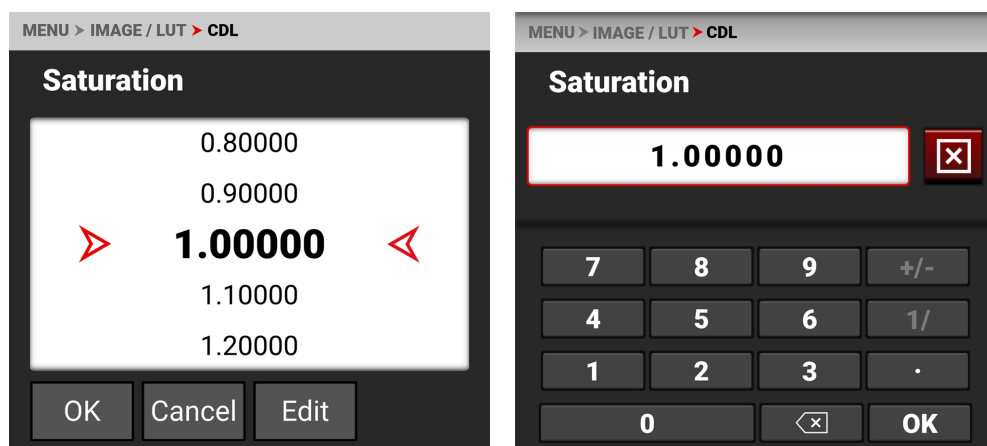 MENU > IMAGE / LUT > CDL
Saturation
0.80000
0.90000
1.00000
1.10000
1.20000
OK Cancel Edit
MENU > IMAGE / LUT > CDL
Saturation
1.00000
7 8 9 +/-
4 5 6 1/
1 2 3 .
0 OK